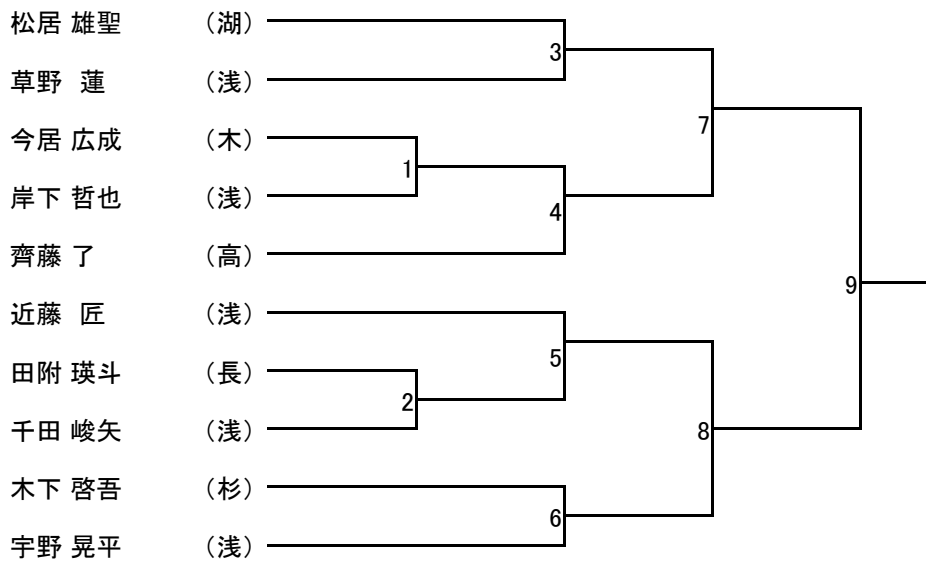 松居 雄聖 （湖）
3
草野 蓮 （浅）
7
今居 広成 （木）
1
岸下 哲也 （浅）
4
齊藤 了 （高）
9
近藤 匠 （浅）
5
田附 瑛斗 （長）
2
千田 峻矢 （浅）
8
木下 啓吾 （杉）
6
宇野 晃平 （浅）